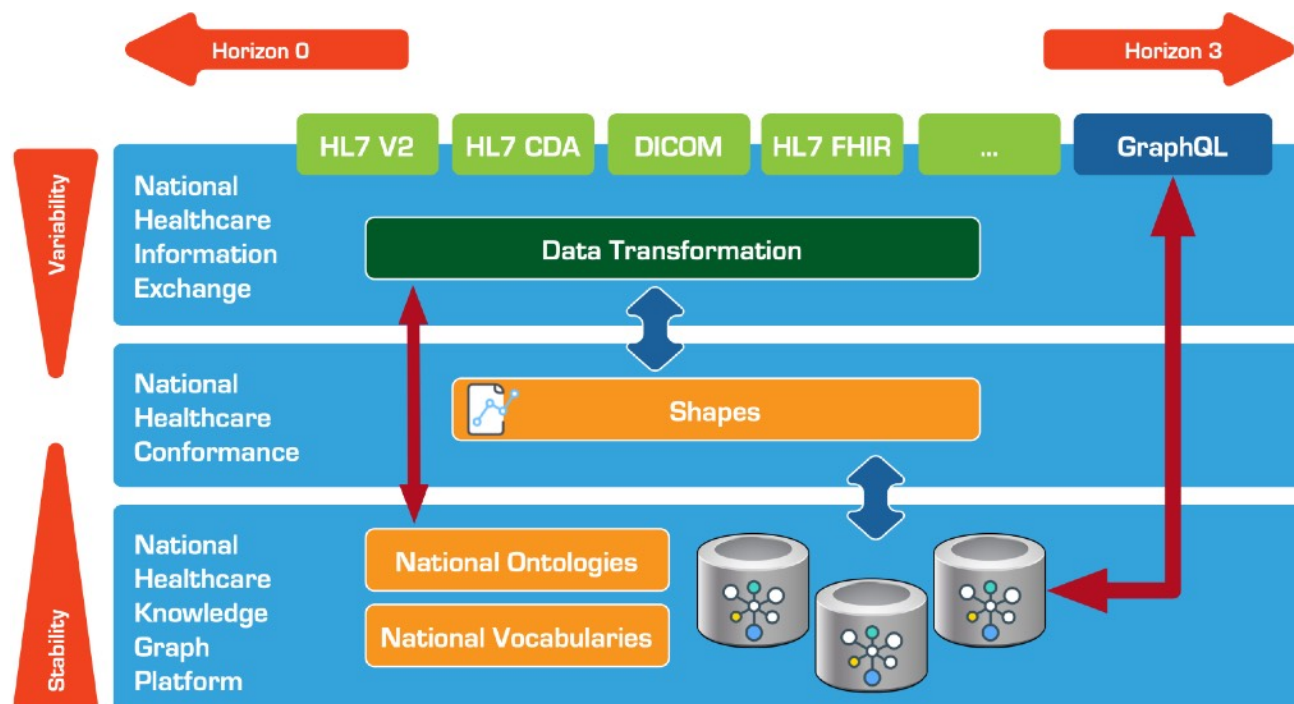 Horizon 0
Horizon 3
HL7 V2
HL7 CDA
DICOM
HL7 FHIR
...
GraphQL
Variability
National
Healthcare
Information
Exchange
Data Transformation
National
Healthcare
Conformance
Shapes
Stability
National
Healthcare
Knowledge
Graph
Platform
National Ontologies
National Vocabularies